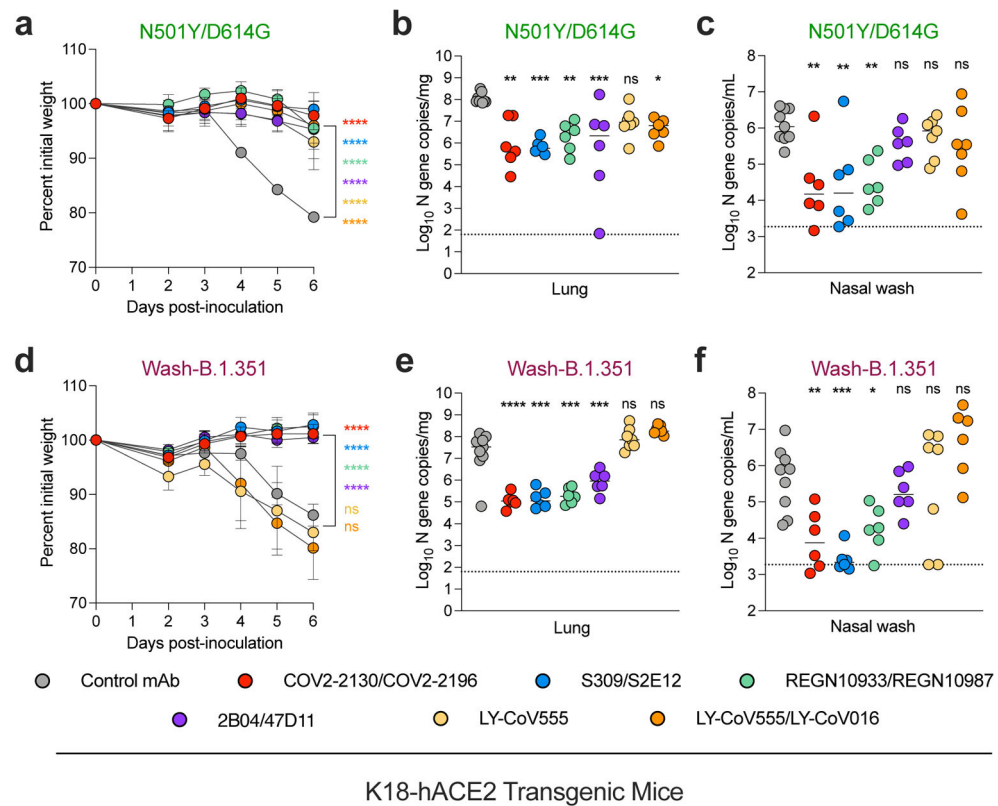 a
N501Y/D614G
Percent initial weight
110
100
90
80
70
0 1 2 3 4 5 6
Days post-inoculation
****
****
****
****
****
****
b
N501Y/D614G
Log10 N gene copies/mg
10
9
8
7
6
5
4
3
2
1
0
** *** ** *** ns *
Lung
c
N501Y/D614G
Log10 N gene copies/mL
8
7
6
5
4
3
2
** ** ** ns ns ns
Nasal wash
d
Wash-B.1.351
Percent initial weight
110
100
90
80
70
0 1 2 3 4 5 6
Days post-inoculation
****
****
****
****
ns
ns
e
Wash-B.1.351
Log10 N gene copies/mg
10
9
8
7
6
5
4
3
2
1
0
**** *** *** *** ns ns
Lung
f
Wash-B.1.351
Log10 N gene copies/mL
8
7
6
5
4
3
2
** *** * ns ns ns
Nasal wash
Control mAb COV2-2130/COV2-2196 S309/S2E12 REGN10933/REGN10987
2B04/47D11 LY-CoV555 LY-CoV555/LY-CoV016
K18-hACE2 Transgenic Mice